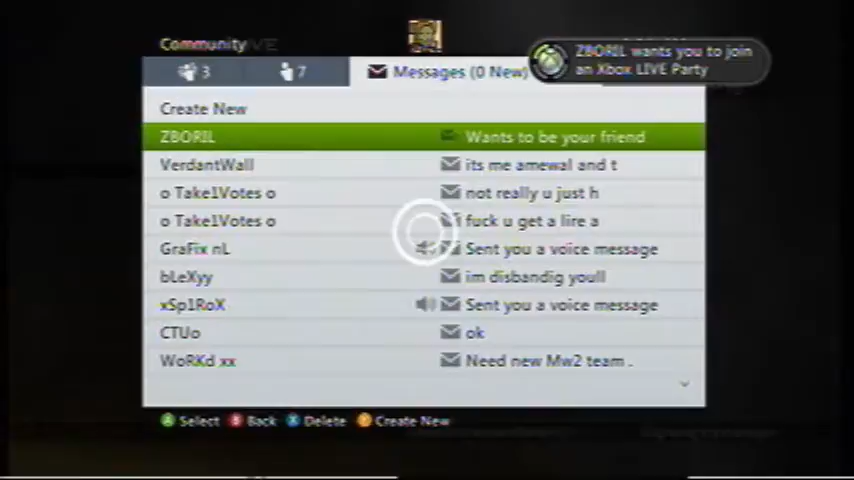 Community
ZBORIL wants you to join
an Xbox LIVE Party
3
7
Messages (0 New)
Create New
ZBORIL Wants to be your friend
VerdantWall its me amewal and t
o Take1Votes o not really u just h
o Take1Votes o fuck u get a lire a
GraFix nL Sent you a voice message
bLeXyy im disbandig youll
xSp1RoX Sent you a voice message
CTUo ok
WoRKd xx Need new Mw2 team .
A Select B Back X Delete Y Create New